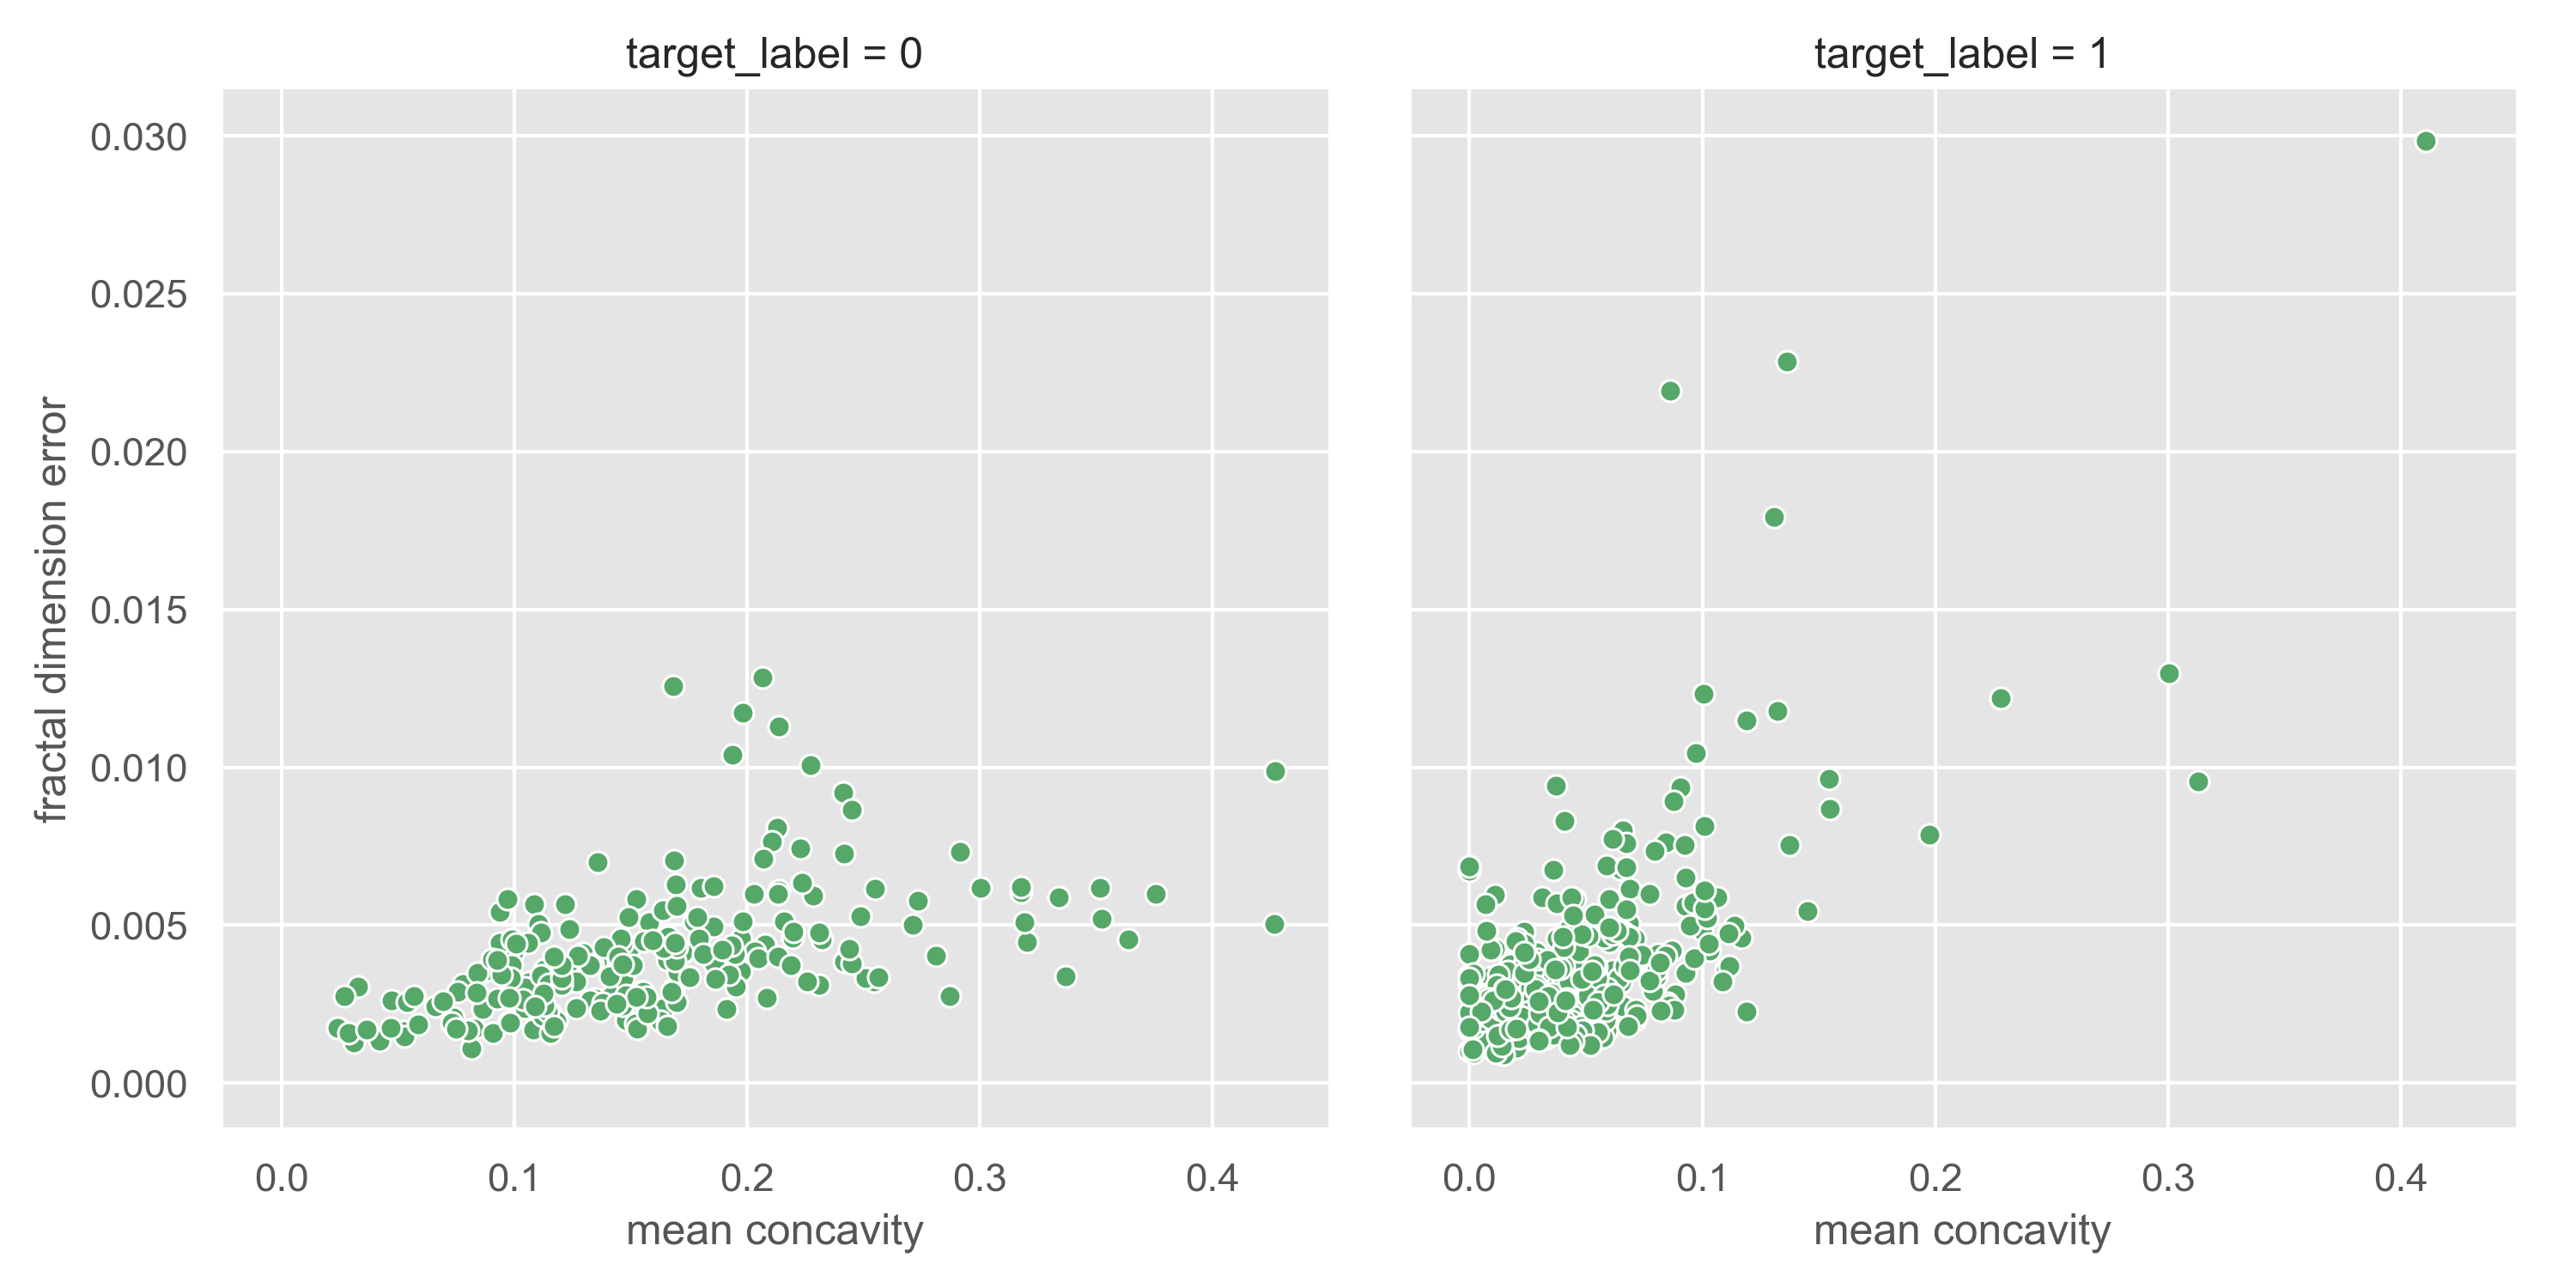 target_label = 0
target_label = 1
fractal dimension error
0.030
0.025
0.020
0.015
0.010
0.005
0.000
0.0 0.1 0.2 0.3 0.4
0.0 0.1 0.2 0.3 0.4
mean concavity
mean concavity